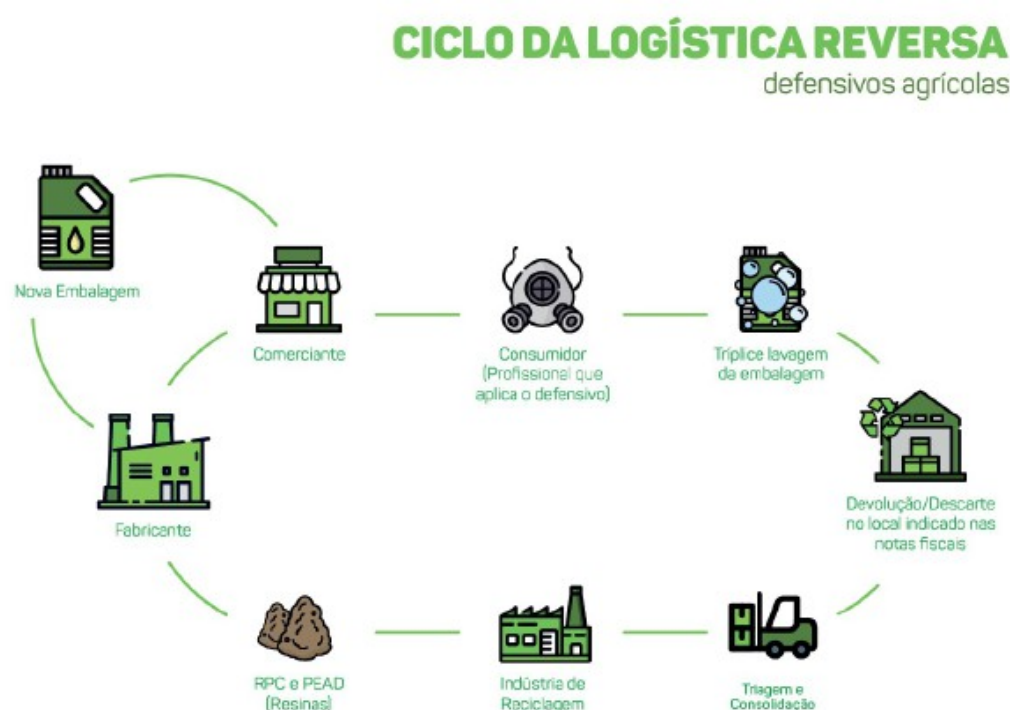 CICLO DA LOGÍSTICA REVERSA
defensivos agrícolas
Nova Embalagem
Comerciante
Consumidor
(Profissional que
aplica o defensivo)
Tríplice lavagem
da embalagem
Devolução/Descarte
no local indicado nas
notas fiscais
Fabricante
RPC e PEAD
(Resinas)
Indústria de
Reciclagem
Triagem e
Consolidação